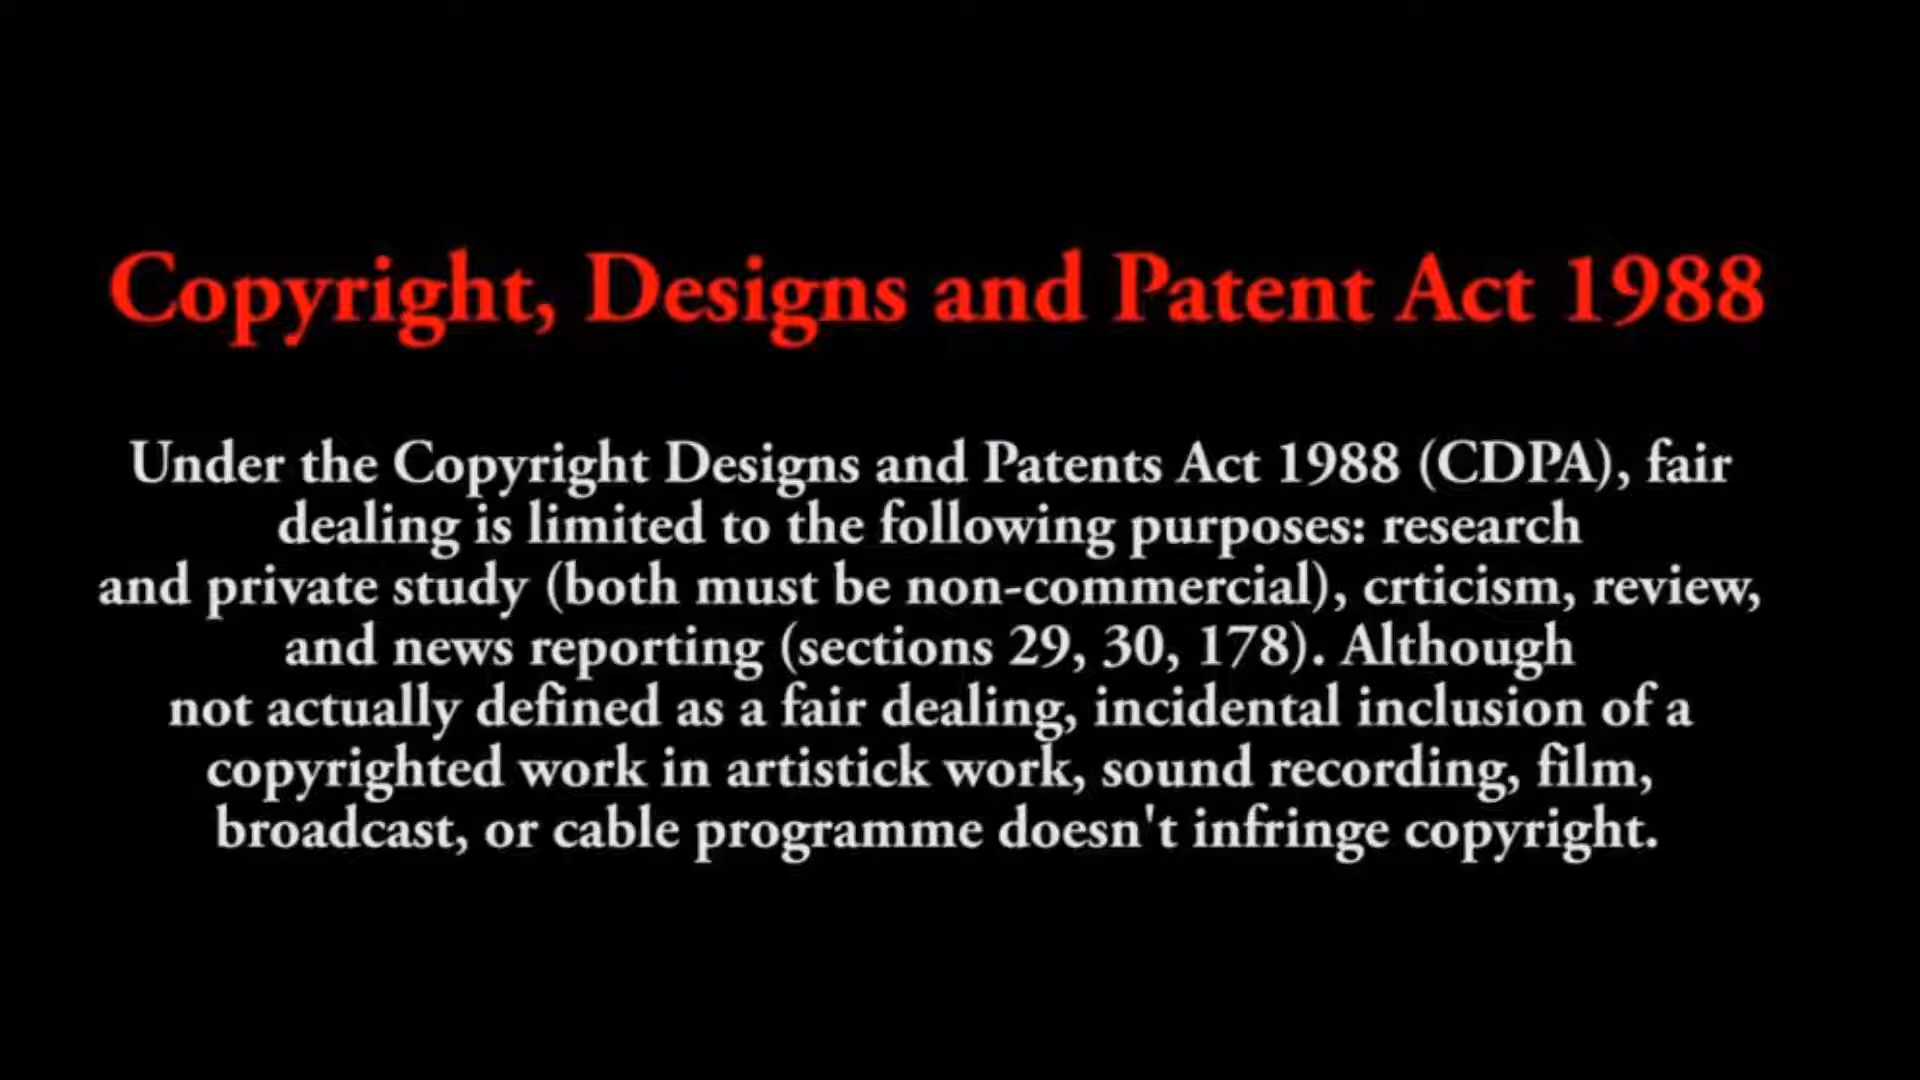 Copyright, Designs and Patent Act 1988
Under the Copyright Designs and Patents Act 1988 (CDPA), fair
dealing is limited to the following purposes: research
and private study (both must be non-commercial), crticism, review,
and news reporting (sections 29, 30, 178). Although
not actually defined as a fair dealing, incidental inclusion of a
copyrighted work in artistick work, sound recording, film,
broadcast, or cable programme doesn't infringe copyright.